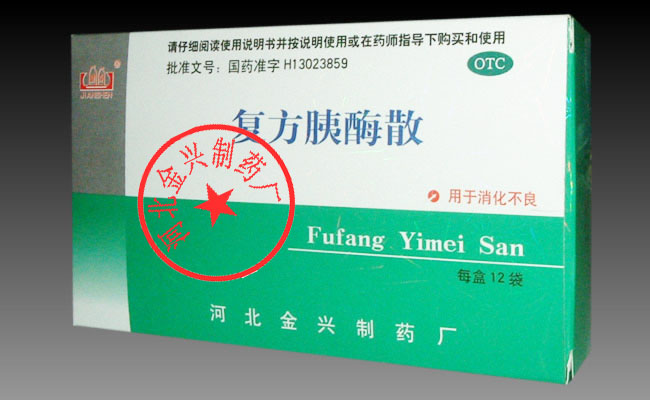 请仔细阅读使用说明书并按说明使用或在药师指导下购买和使用
批准文号：国药准字 H13023859
OTC
JIANSHEN
复方胰酶散
河北金兴制药厂
用于消化不良
Fufang Yimei San
每盒 12 袋
河北金兴制药厂